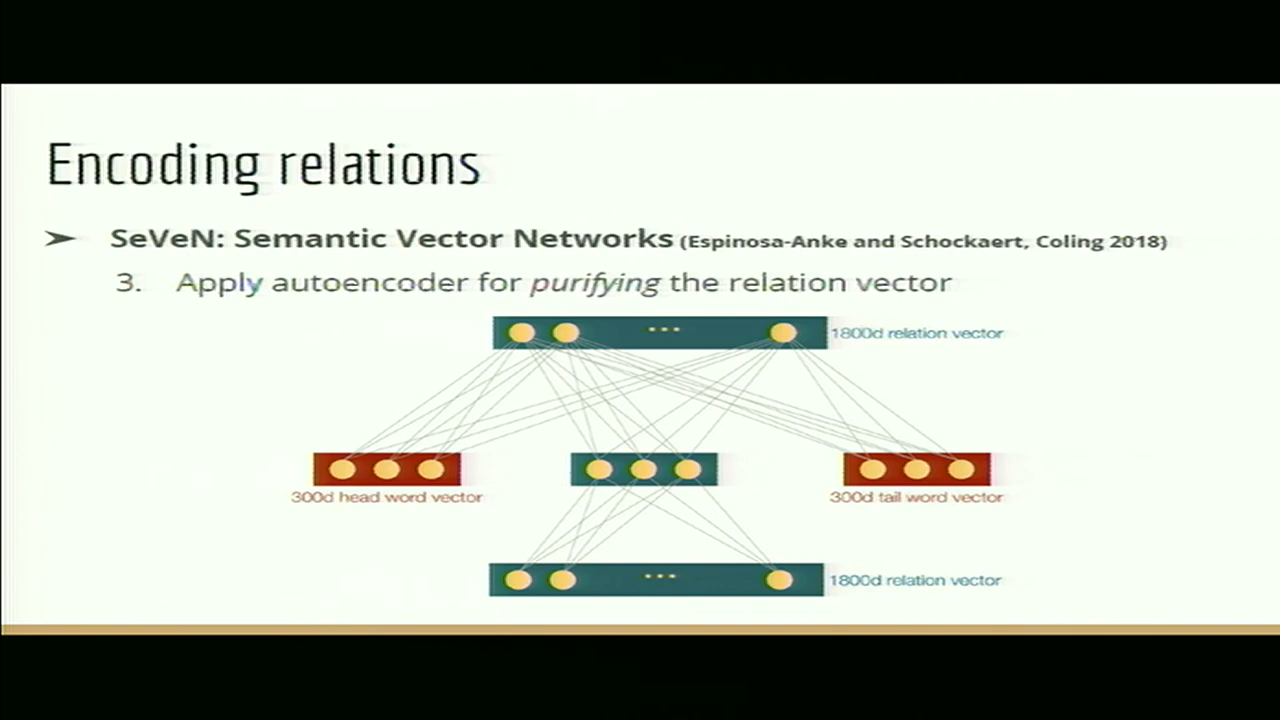 Encoding relations
➤ SeVeN: Semantic Vector Networks (Espinosa-Anke and Schockaert, Coling 2018)
3. Apply autoencoder for purifying the relation vector
1800d relation vector
300d head word vector
300d tail word vector
1800d relation vector